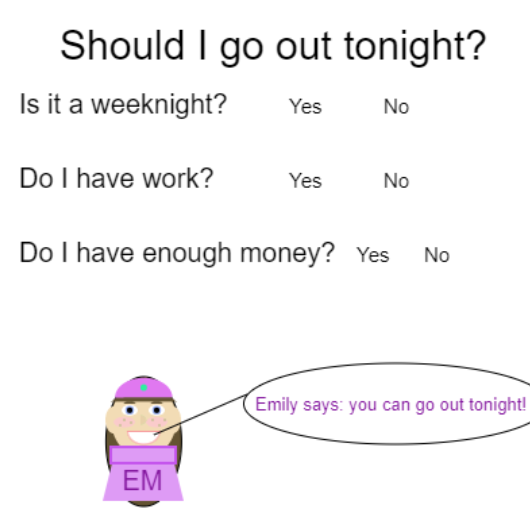 Should I go out tonight?
Is it a weeknight? Yes No
Do I have work? Yes No
Do I have enough money? Yes No
Emily says: you can go out tonight!
EM